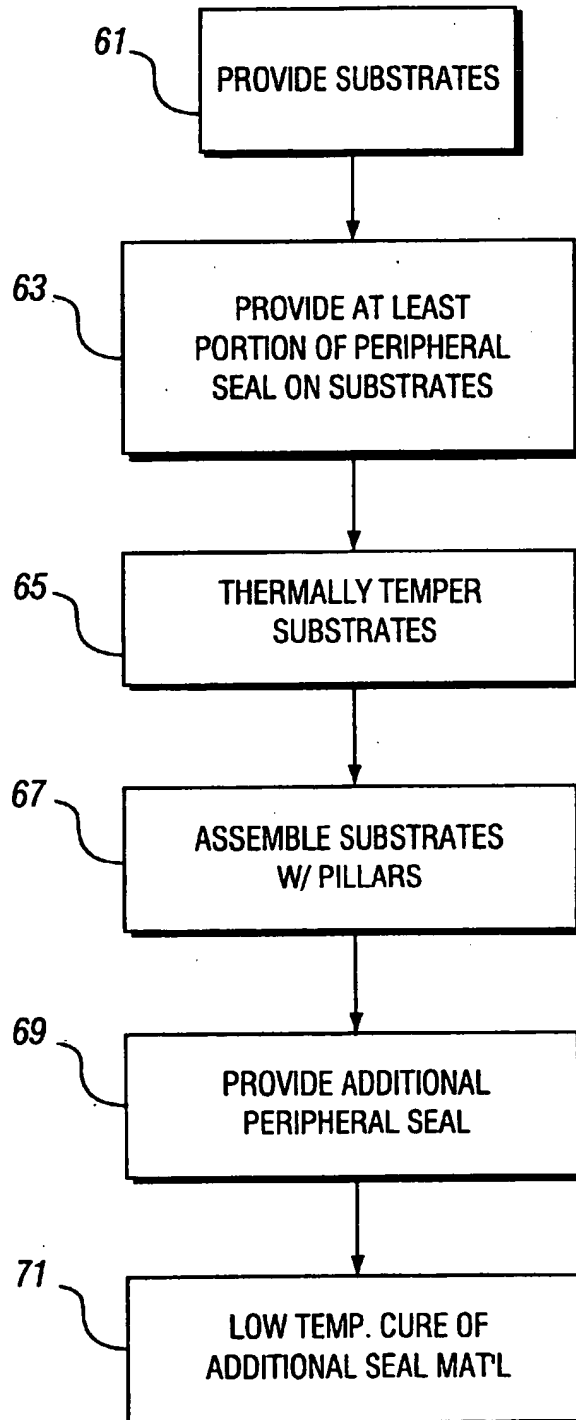 61
PROVIDE SUBSTRATES
63
PROVIDE AT LEAST
PORTION OF PERIPHERAL
SEAL ON SUBSTRATES
65
THERMALLY TEMPER
SUBSTRATES
67
ASSEMBLE SUBSTRATES
W/ PILLARS
69
PROVIDE ADDITIONAL
PERIPHERAL SEAL
71
LOW TEMP. CURE OF
ADDITIONAL SEAL MAT'L